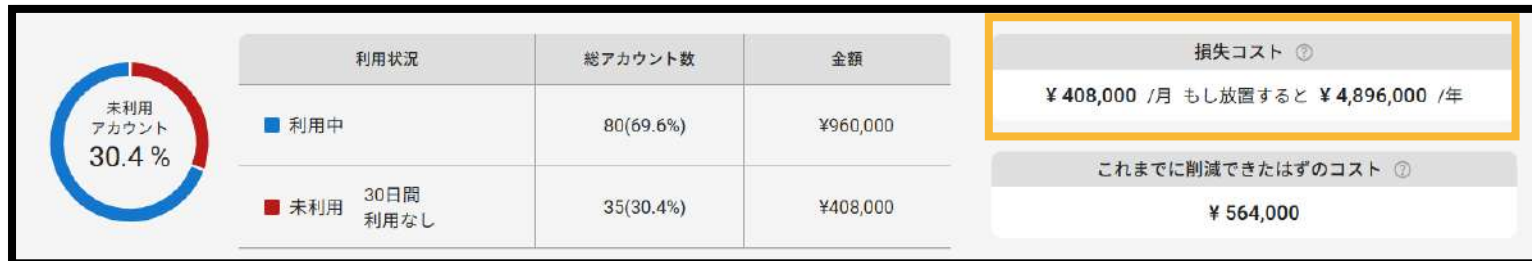 未利用
アカウント
30.4 %
利用状況 総アカウント数 金額
利用中 80(69.6%) ¥960,000
未利用 30日間 利用なし 35(30.4%) ¥408,000
損失コスト ?
¥ 408,000 /月 もし放置すると ¥ 4,896,000 /年
これまでに削減できたはずのコスト ?
¥ 564,000